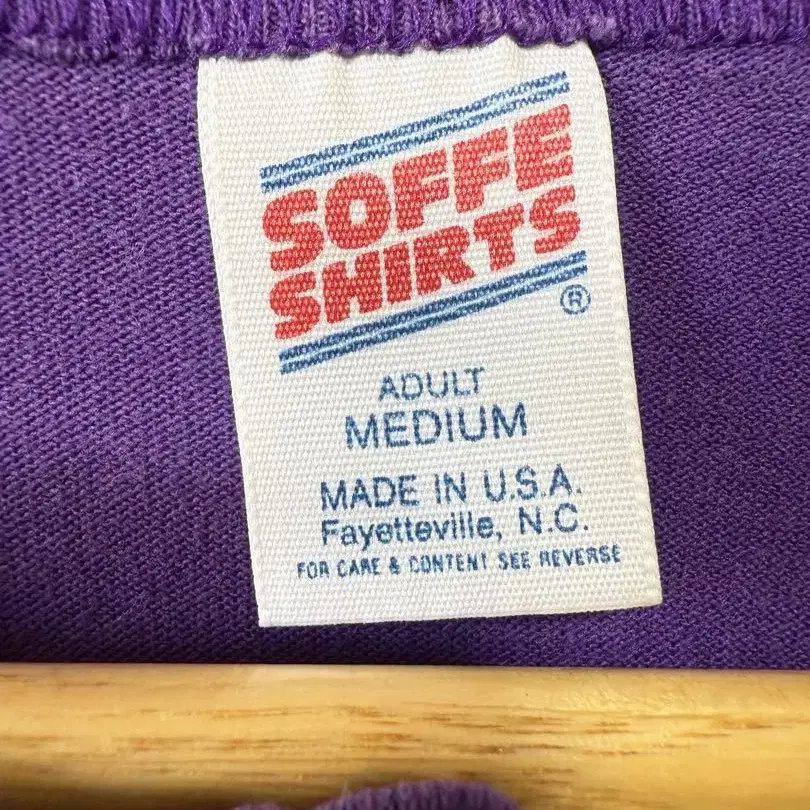 SOFFE
SHIRTS
®
ADULT
MEDIUM
MADE IN U.S.A.
Fayetteville, N.C.
FOR CARE & CONTENT SEE REVERSE